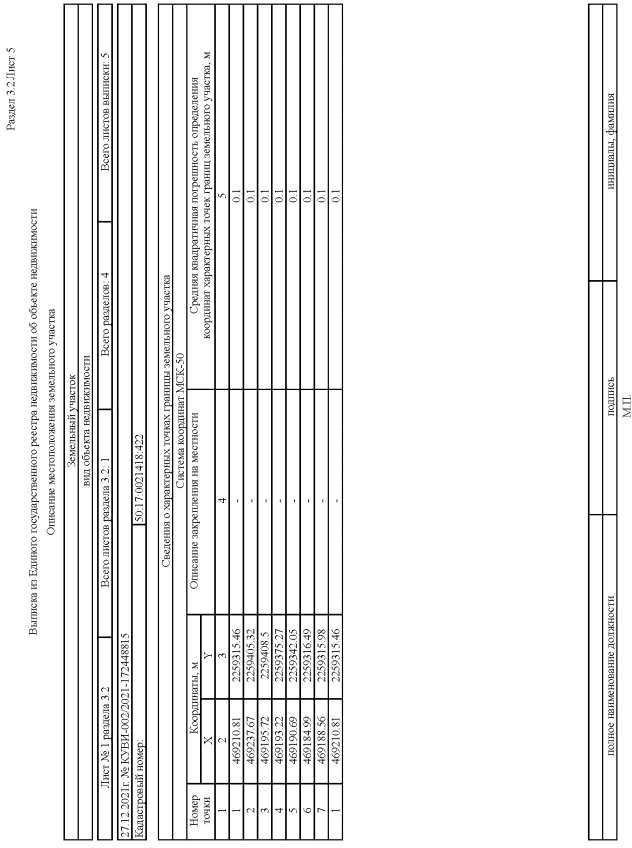 Раздел 3.2 Лист 5
Выписка из Единого государственного реестра недвижимости об объекте недвижимости
Описание местоположения земельного участка
Земельный участок
вид объекта недвижимости
Лист № 1 раздела 3.2 Всего листов раздела 3.2: 1 Всего разделов: 4 Всего листов выписки: 5
27.12.2021г. № КУВИ-002/2021-172448815
Кадастровый номер: 50:17:0021418:422
Сведения о характерных точках границы земельного участка
Система координат МСК-50
Номер точки Координаты, м Описание закрепления на местности Средняя квадратичная погрешность определения координат характерных точек границ земельного участка, м
X Y
1 2 3 4 5
1 469210.81 2259315.46 - 0.1
2 469237.67 2259405.32 - 0.1
3 469195.72 2259408.5 - 0.1
4 469193.22 2259375.27 - 0.1
5 469190.69 2259342.05 - 0.1
6 469184.99 2259316.49 - 0.1
7 469188.56 2259315.98 - 0.1
1 469210.81 2259315.46 - 0.1
полное наименование должности подпись инициалы, фамилия
М.П.